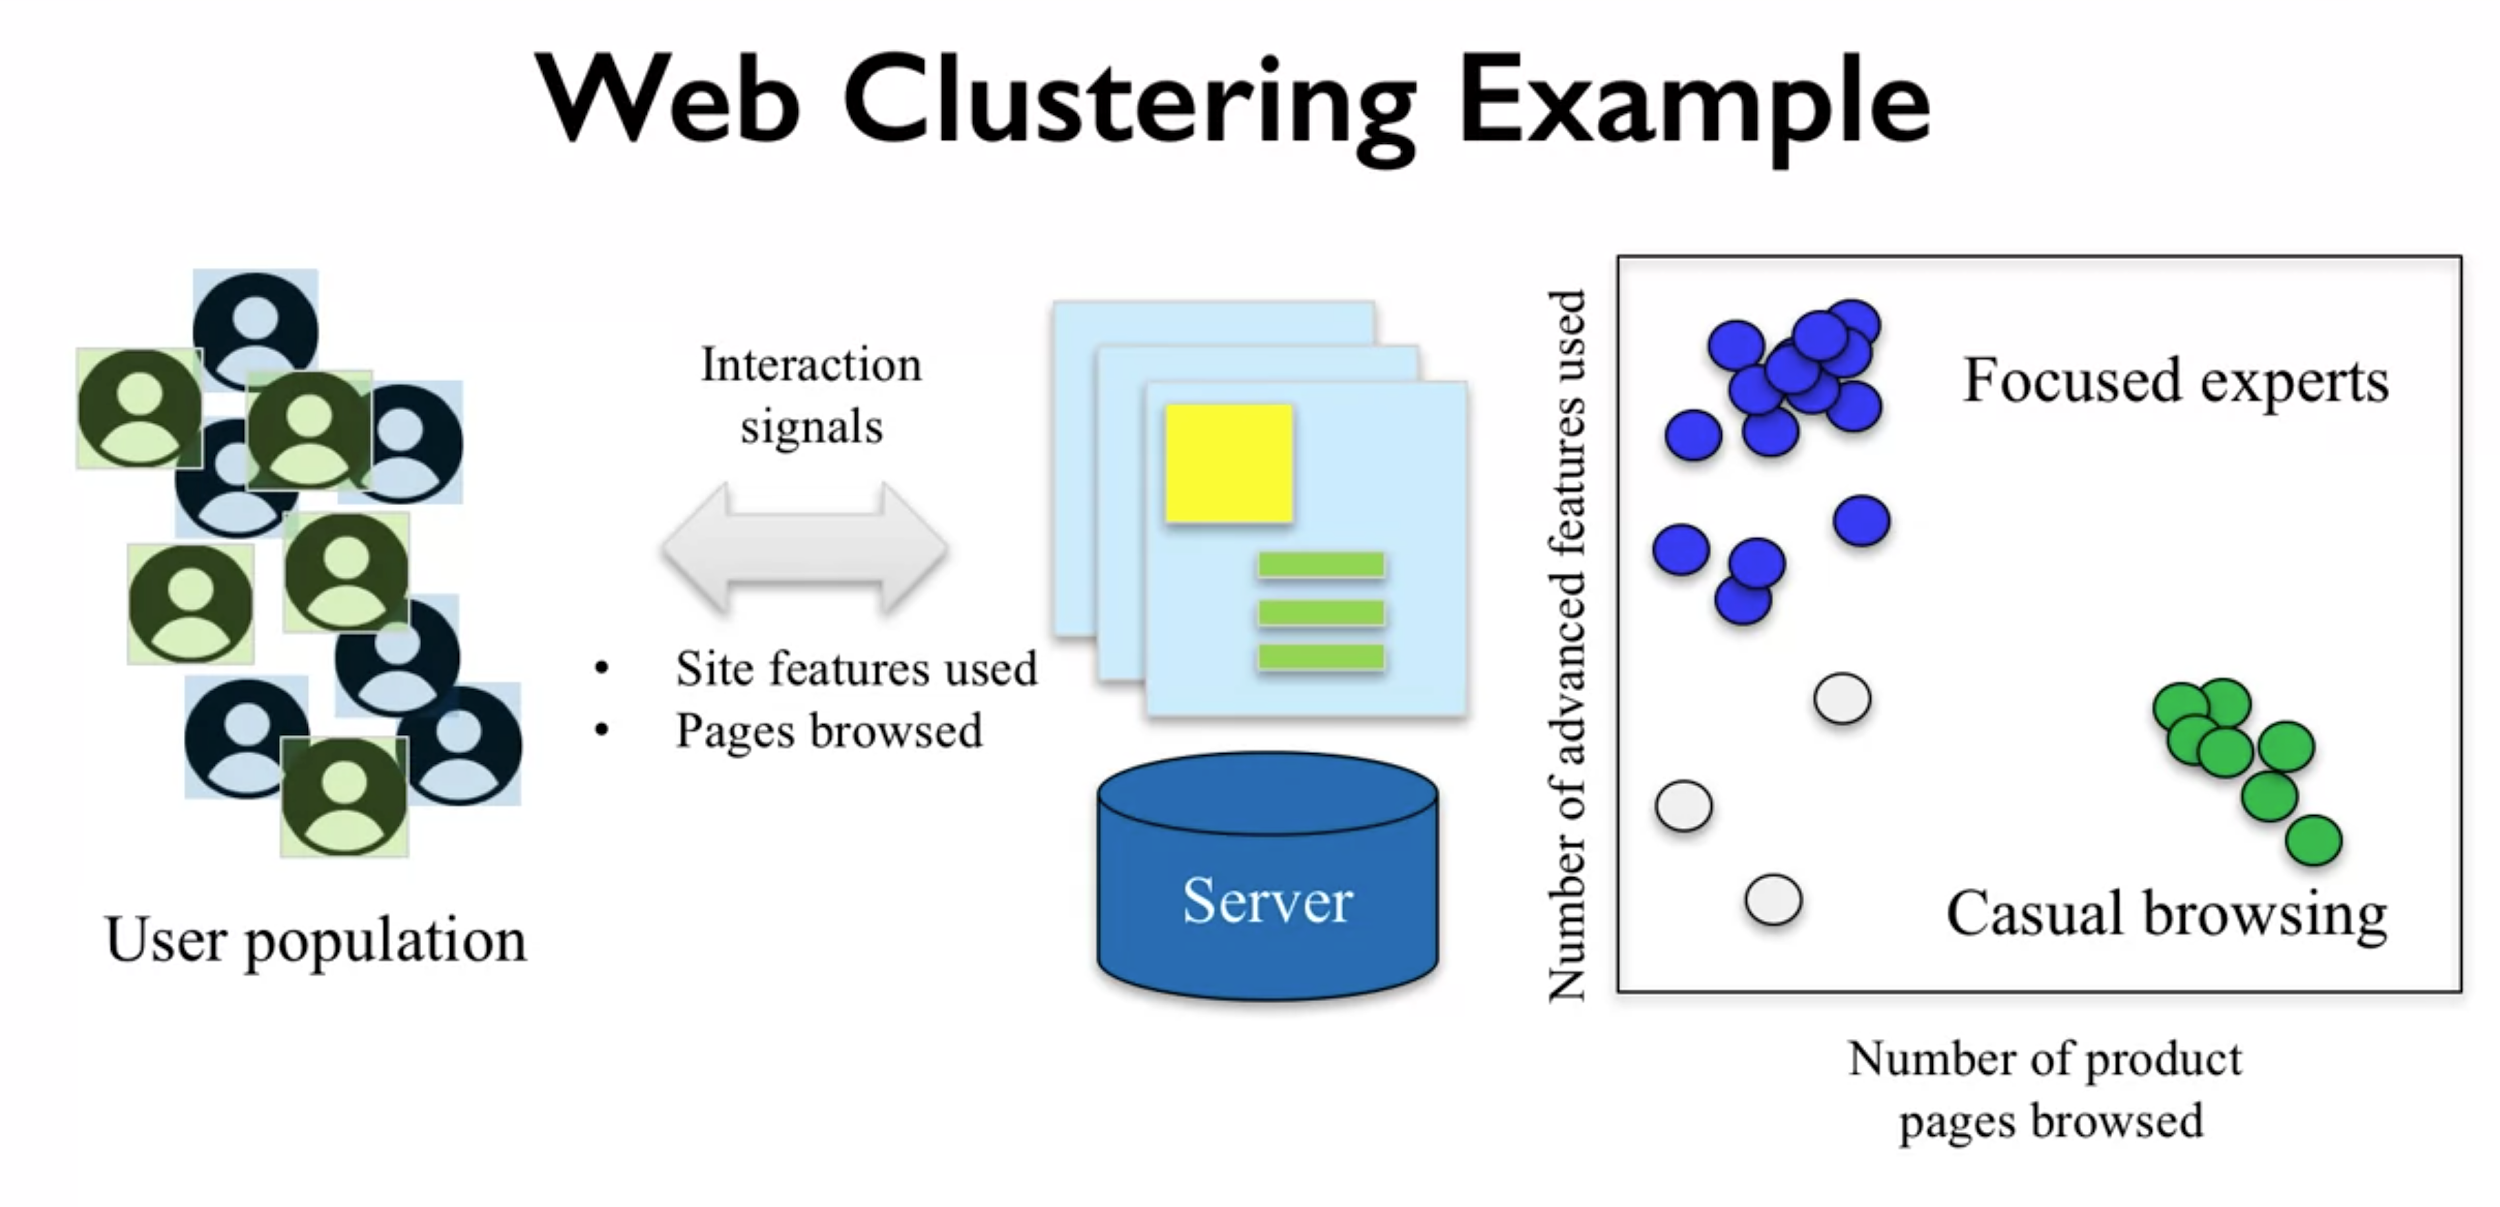 Web Clustering Example
User population
Interaction
signals
• Site features used
• Pages browsed
Server
Number of advanced features used
Focused experts
Casual browsing
Number of product
pages browsed